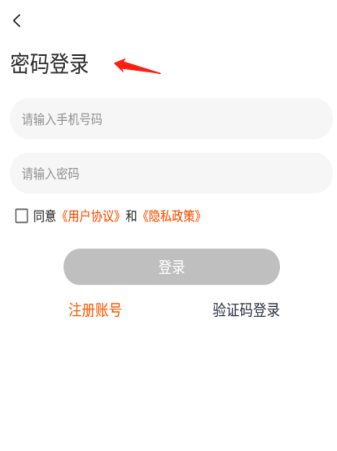 密码登录
请输入手机号码
请输入密码
同意《用户协议》和《隐私政策》
登录
注册账号 验证码登录